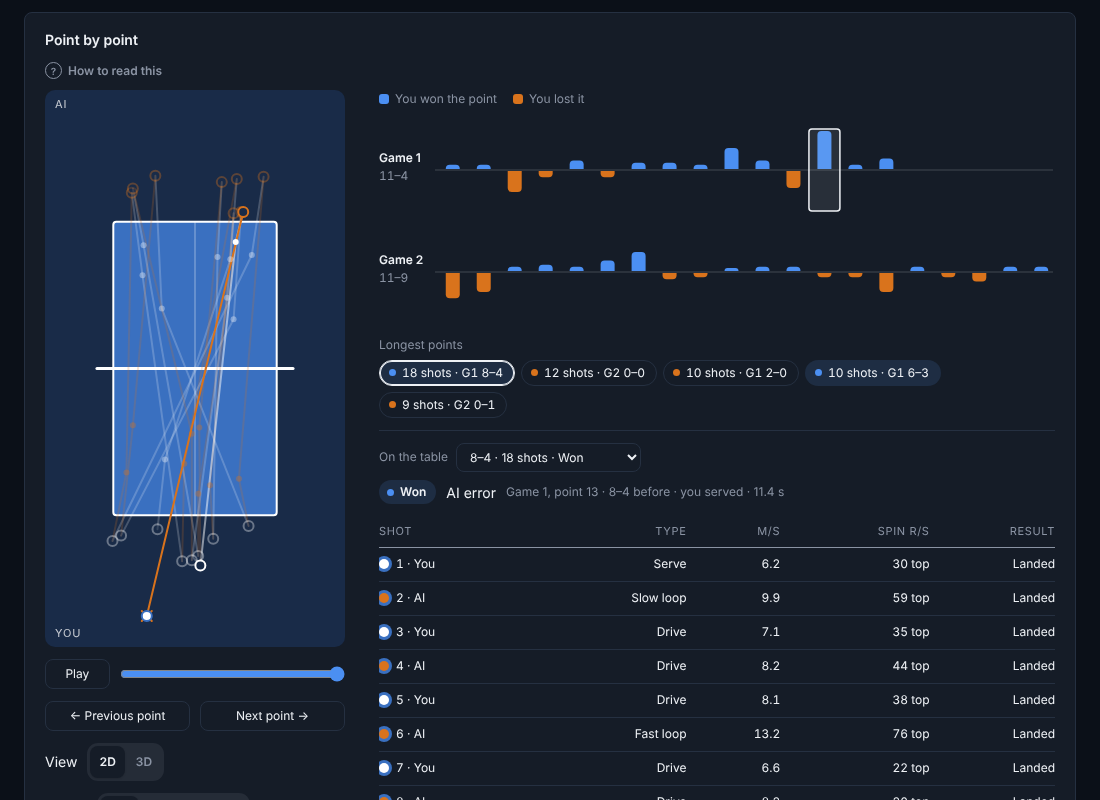 Point by point
? How to read this
AI
YOU
Play
← Previous point
Next point →
View 2D 3D
You won the point You lost it
Game 1
11–4
Game 2
11–9
Longest points
18 shots · G1 8–4
12 shots · G2 0–0
10 shots · G1 2–0
10 shots · G1 6–3
9 shots · G2 0–1
On the table 8–4 · 18 shots · Won
Won AI error Game 1, point 13 · 8–4 before · you served · 11.4 s
SHOT TYPE M/S SPIN R/S RESULT
1 · You Serve 6.2 30 top Landed
2 · AI Slow loop 9.9 59 top Landed
3 · You Drive 7.1 35 top Landed
4 · AI Drive 8.2 44 top Landed
5 · You Drive 8.1 38 top Landed
6 · AI Fast loop 13.2 76 top Landed
7 · You Drive 6.6 22 top Landed